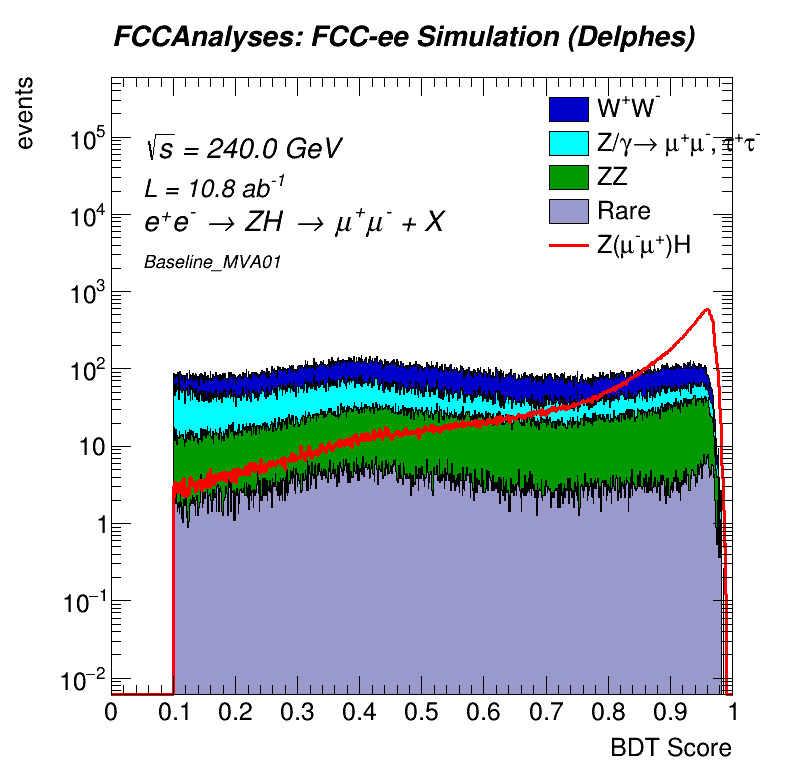 FCCAnalyses: FCC-ee Simulation (Delphes)
events
√s = 240.0 GeV
L = 10.8 ab⁻¹
e⁺e⁻ → ZH → μ⁺μ⁻ + X
Baseline_MVA01
W⁺W⁻
Z/γ→ μ⁺μ⁻, τ⁺τ⁻
ZZ
Rare
Z(μ⁻μ⁺)H
10⁵
10⁴
10³
10²
10
1
10⁻¹
10⁻²
0 0.1 0.2 0.3 0.4 0.5 0.6 0.7 0.8 0.9 1
BDT Score